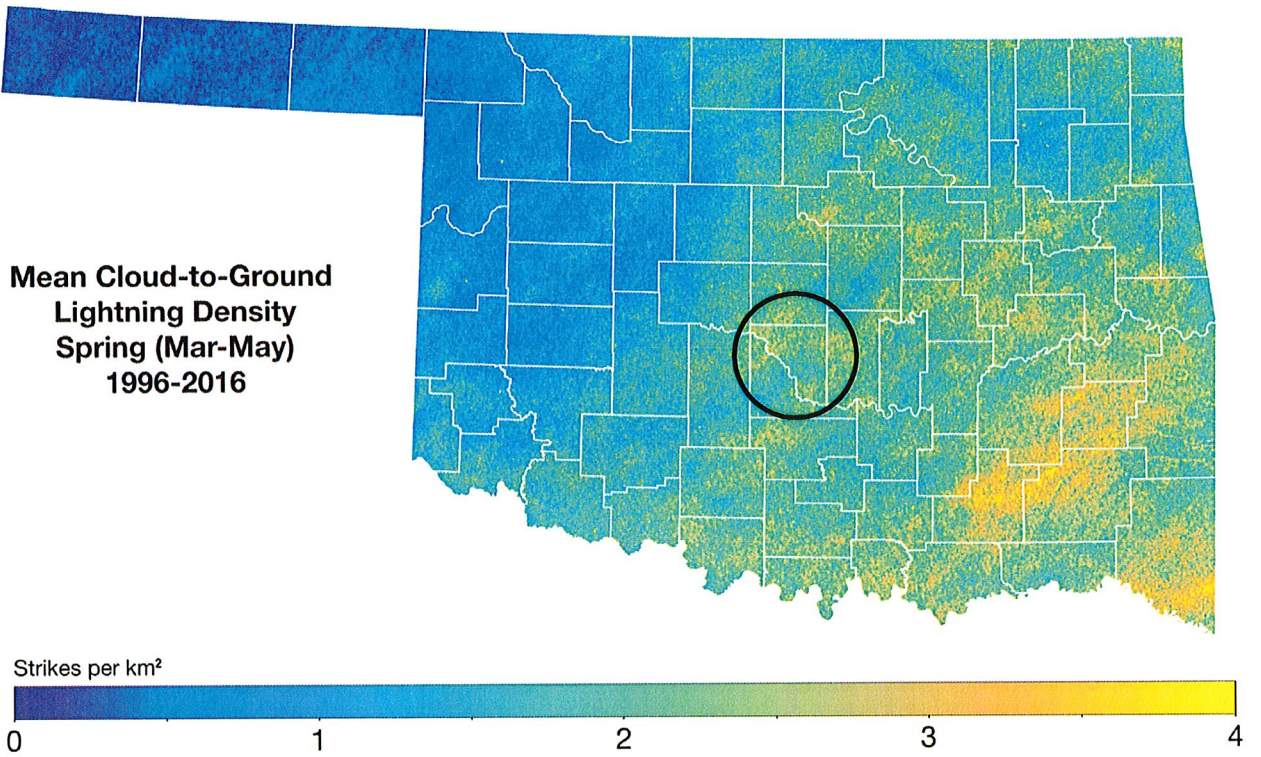 Mean Cloud-to-Ground
Lightning Density
Spring (Mar-May)
1996-2016
Strikes per km²
0 1 2 3 4